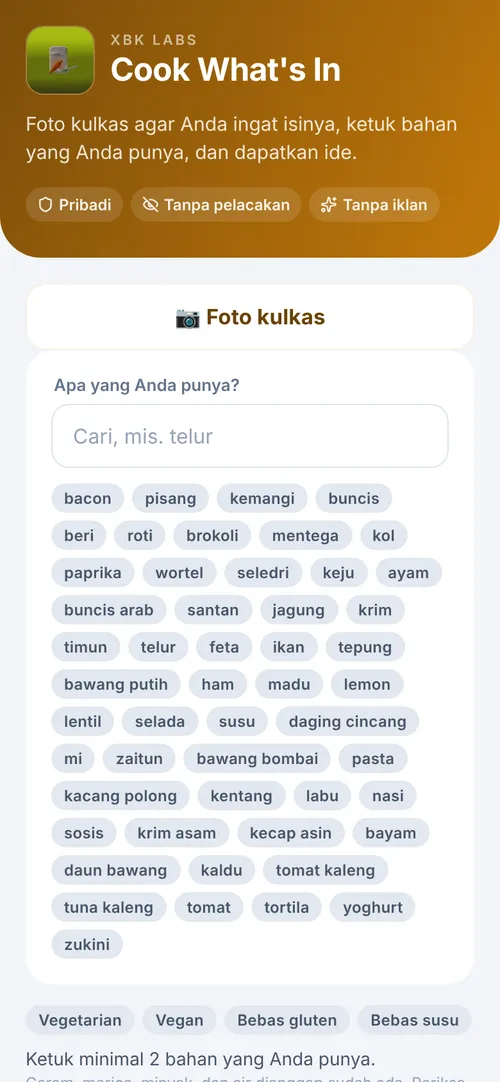 XBK LABS
Cook What's In
Foto kulkas agar Anda ingat isinya, ketuk bahan
yang Anda punya, dan dapatkan ide.
Pribadi Tanpa pelacakan Tanpa iklan
Foto kulkas
Apa yang Anda punya?
Cari, mis. telur
bacon pisang kemangi buncis
beri roti brokoli mentega kol
paprika wortel seledri keju ayam
buncis arab santan jagung krim
timun telur feta ikan tepung
bawang putih ham madu lemon
lentil selada susu daging cincang
mi zaitun bawang bombai pasta
kacang polong kentang labu nasi
sosis krim asam kecap asin bayam
daun bawang kaldu tomat kaleng
tuna kaleng tomat tortila yoghurt
zukini
Vegetarian Vegan Bebas gluten Bebas susu
Ketuk minimal 2 bahan yang Anda punya.